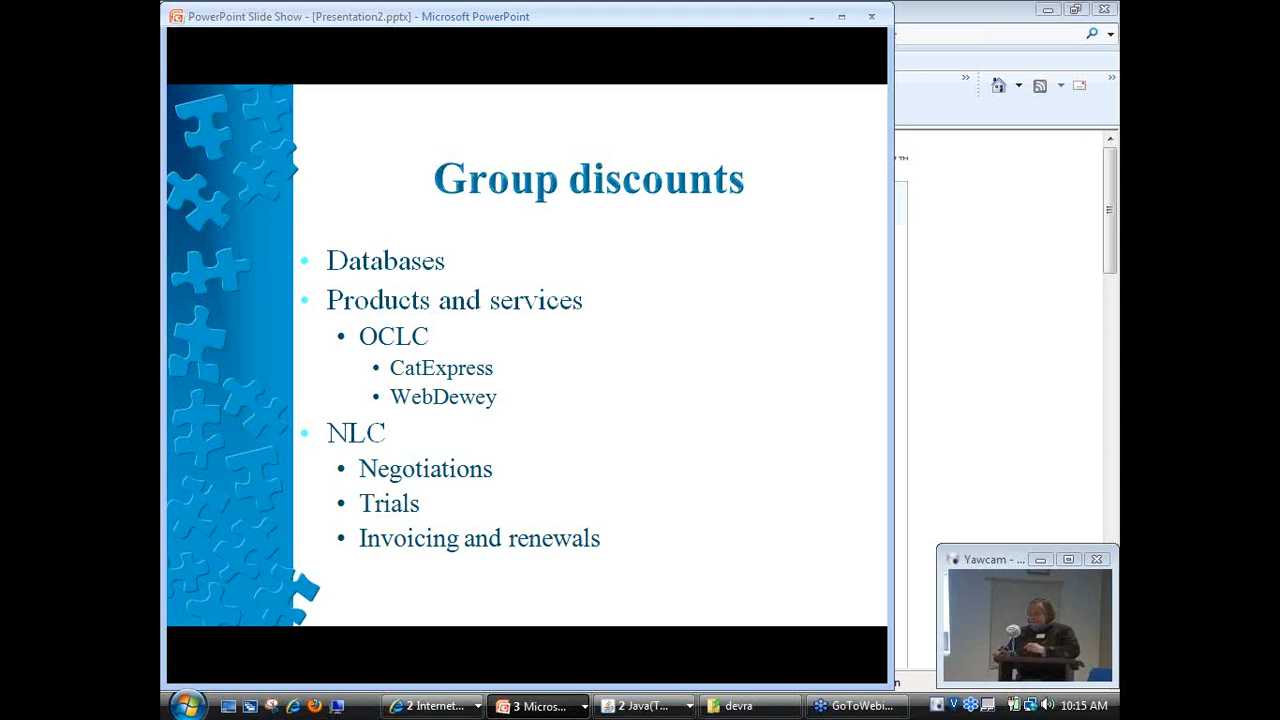 PowerPoint Slide Show - [Presentation2.pptx] - Microsoft PowerPoint
Group discounts
• Databases
• Products and services
• OCLC
• CatExpress
• WebDewey
• NLC
• Negotiations
• Trials
• Invoicing and renewals
Yawcam - ...
2 Internet...
3 Micros...
2 Java(T...
devra
GoToWebi...
10:15 AM